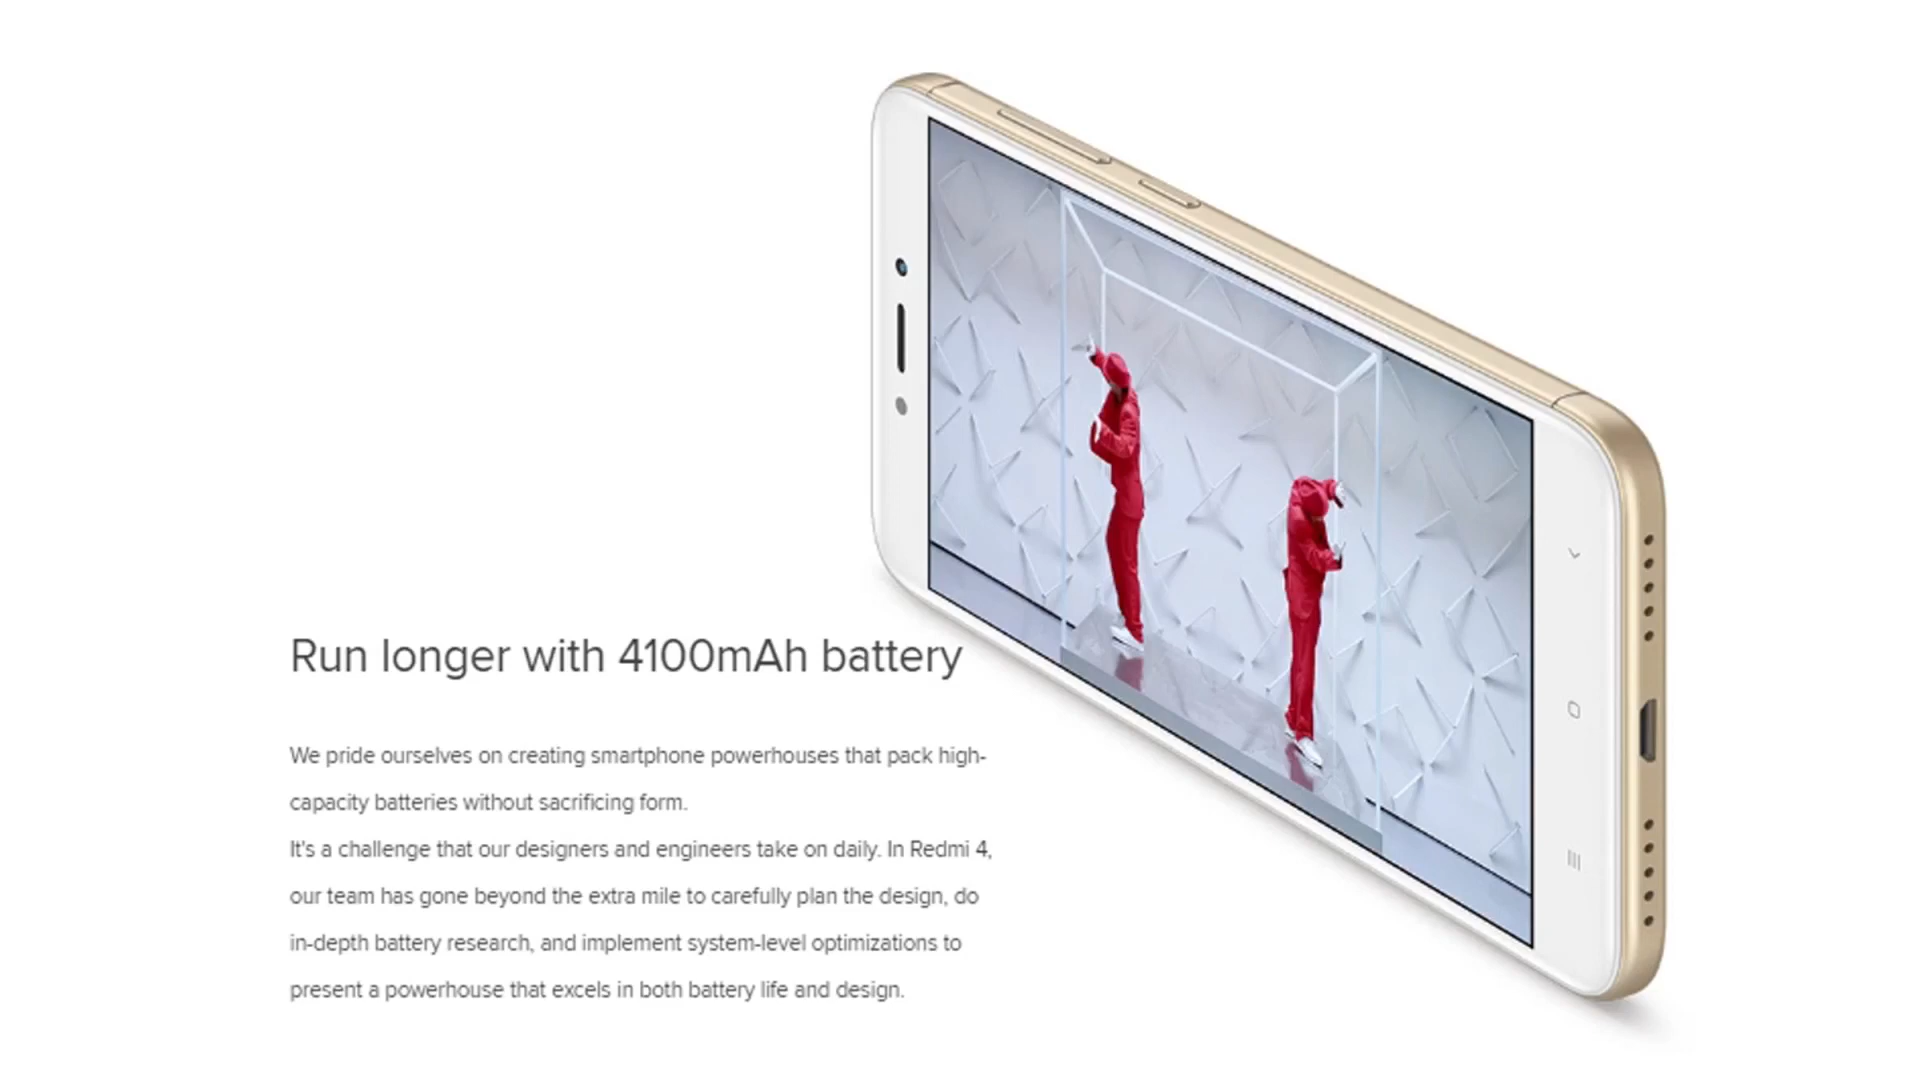 Run longer with 4100mAh battery
We pride ourselves on creating smartphone powerhouses that pack high-
capacity batteries without sacrificing form.
It's a challenge that our designers and engineers take on daily. In Redmi 4,
our team has gone beyond the extra mile to carefully plan the design, do
in-depth battery research, and implement system-level optimizations to
present a powerhouse that excels in both battery life and design.